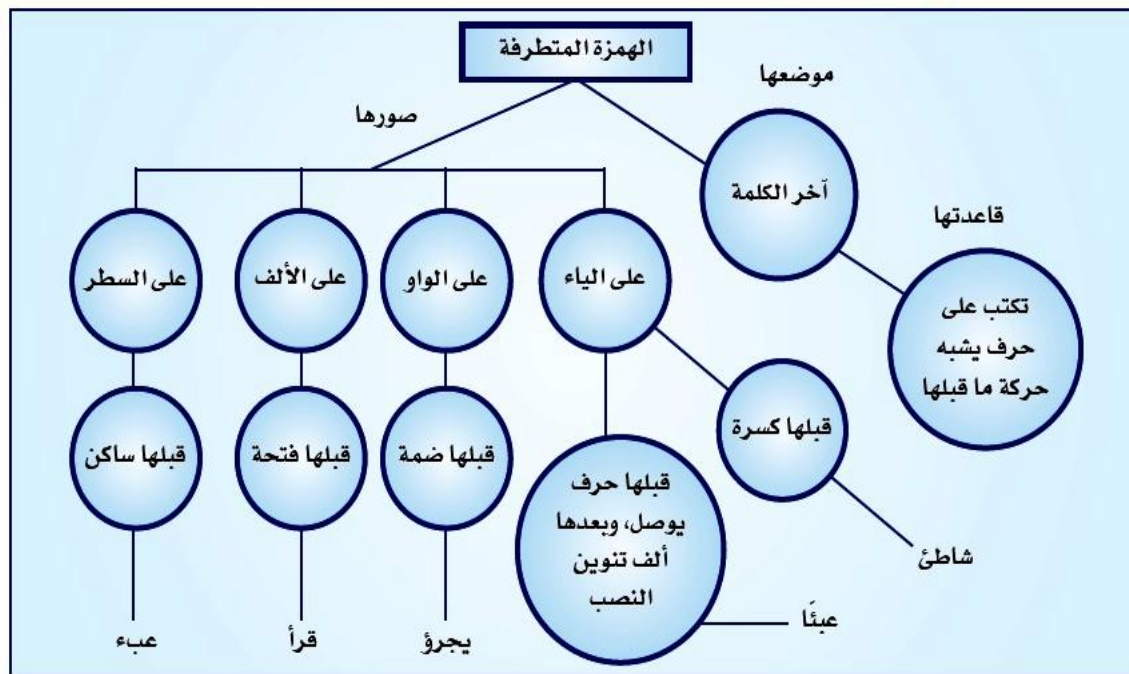 الهمزة المتطرفة
موضعها
آخر الكلمة
قاعدتها
تكتب على
حرف يشبه
حركة ما قبلها
صورها
على الياء
قبلها كسرة
شاطئ
قبلها حرف
يوصل، وبعدها
ألف تنوين
النصب
عبئًا
على الواو
قبلها ضمة
يجرؤ
على الألف
قبلها فتحة
قرأ
على السطر
قبلها ساكن
عبء